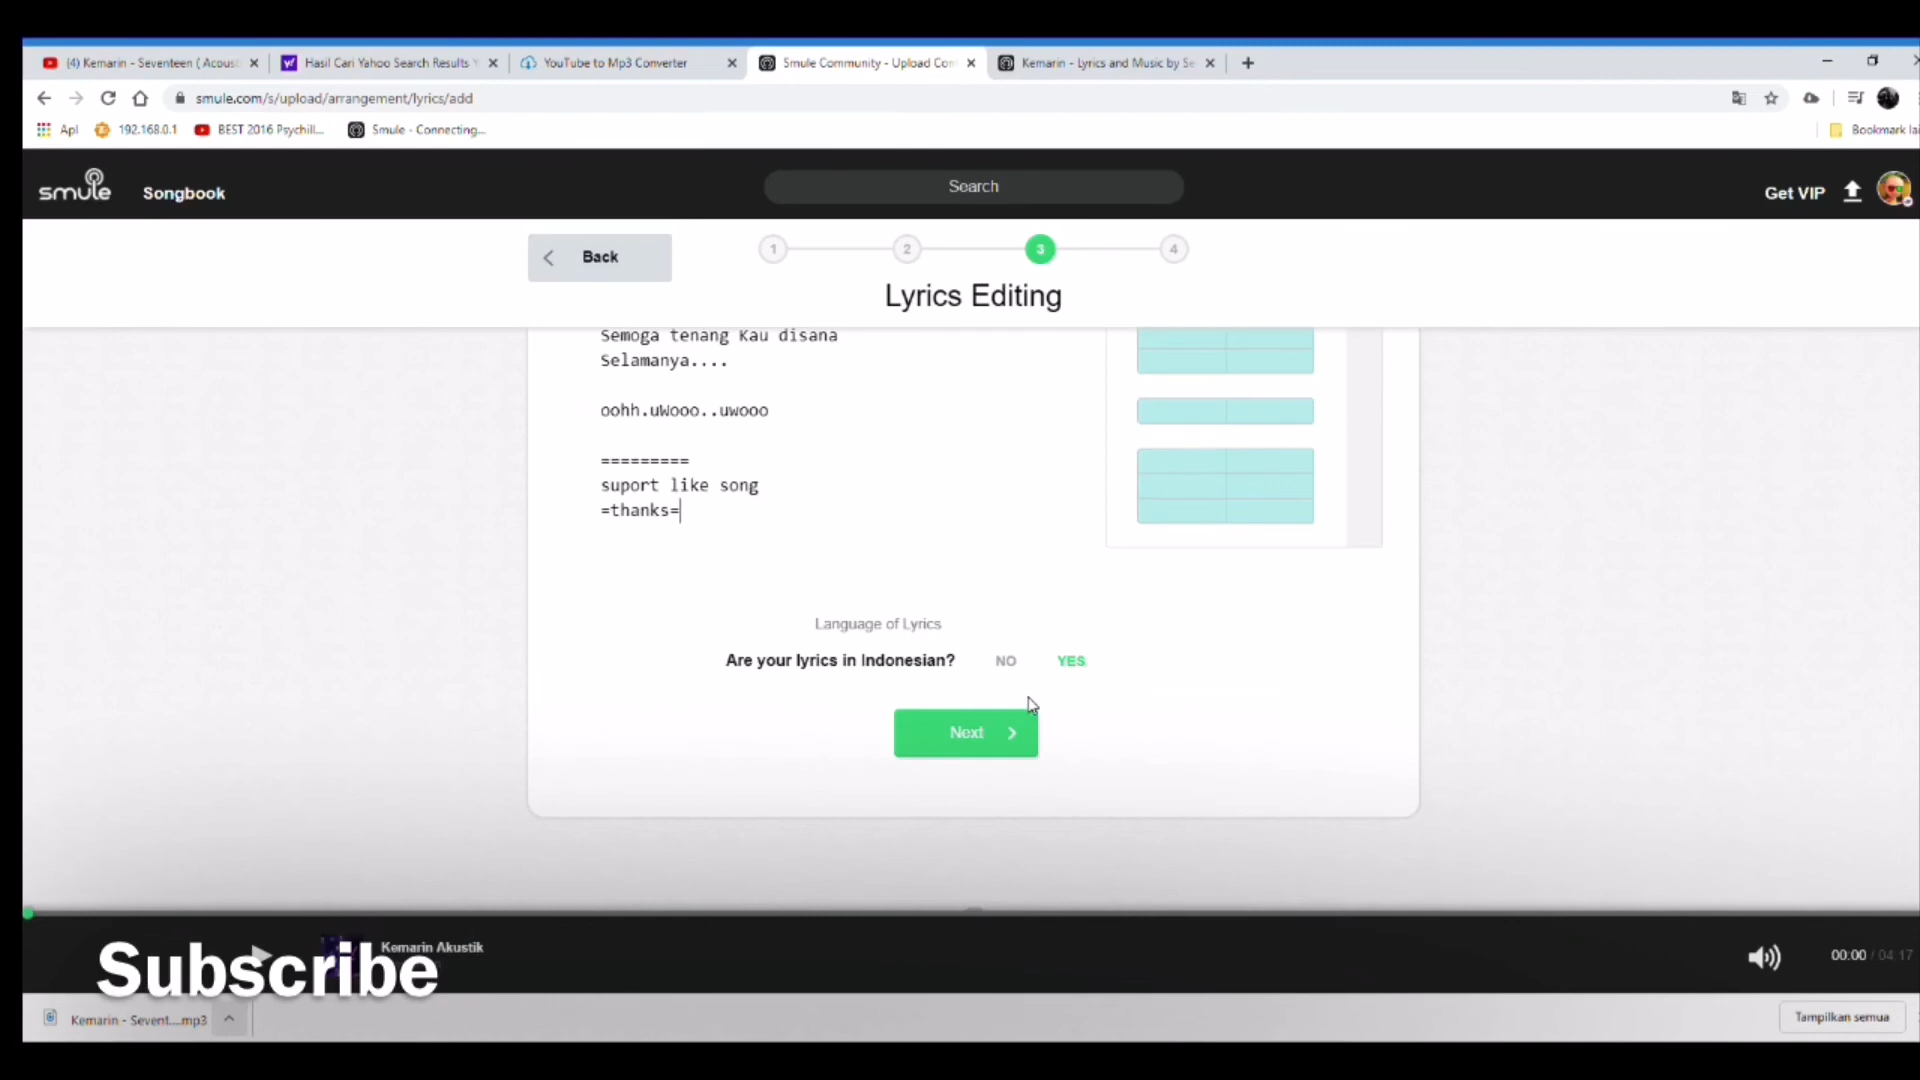 (4) Kemarin - Seventeen ( Acoust
Hasil Cari Yahoo Search Results Y
YouTube to Mp3 Converter
Smule Community - Upload Con
Kemarin - Lyrics and Music by Se
smule.com/s/upload/arrangement/lyrics/add
Apl
192.168.0.1
BEST 2016 Psychill...
Smule - Connecting...
Bookmark lai
smule
Songbook
Search
Get VIP
Back
1
2
3
4
Lyrics Editing
Semoga tenang Kau disana
Selamanya....
oohh.uWooo..uwooo
=========
suport like song
=thanks=
Language of Lyrics
Are your lyrics in Indonesian?
NO
YES
Next
Kemarin Akustik
Subscribe
00:00 / 04:17
Kemarin - Sevent....mp3
Tampilkan semua